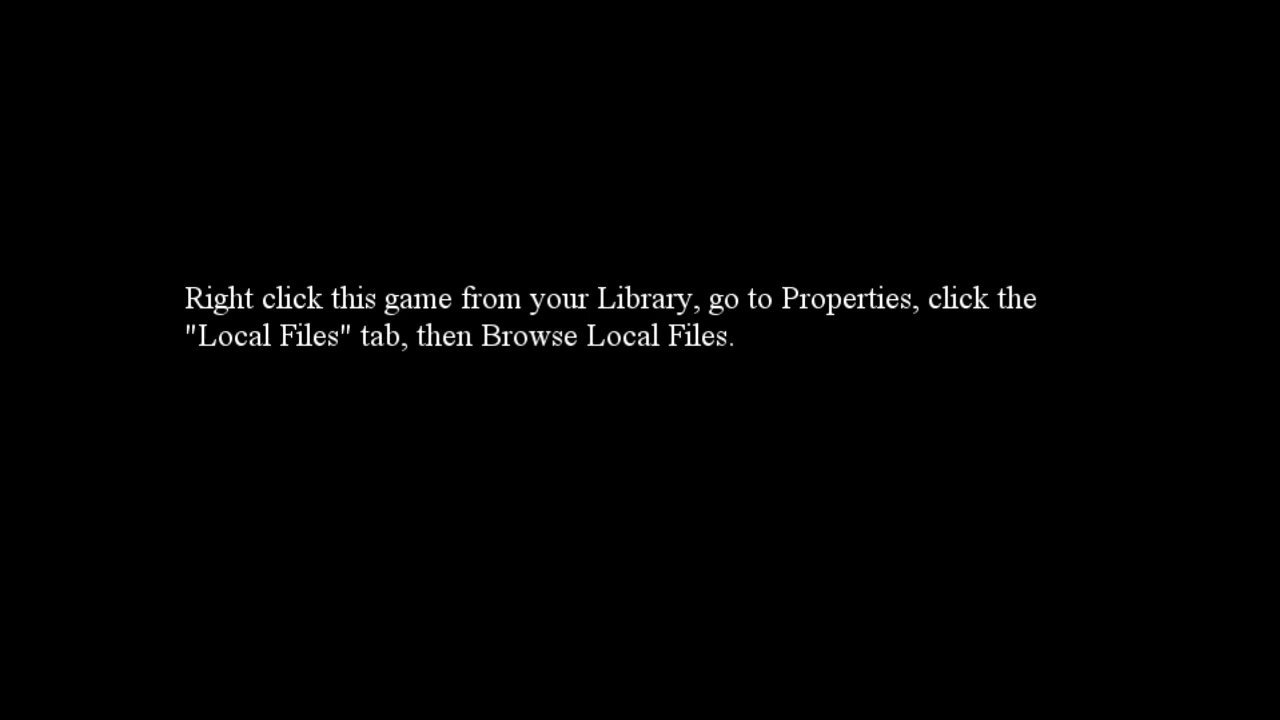 Right click this game from your Library, go to Properties, click the
"Local Files" tab, then Browse Local Files.